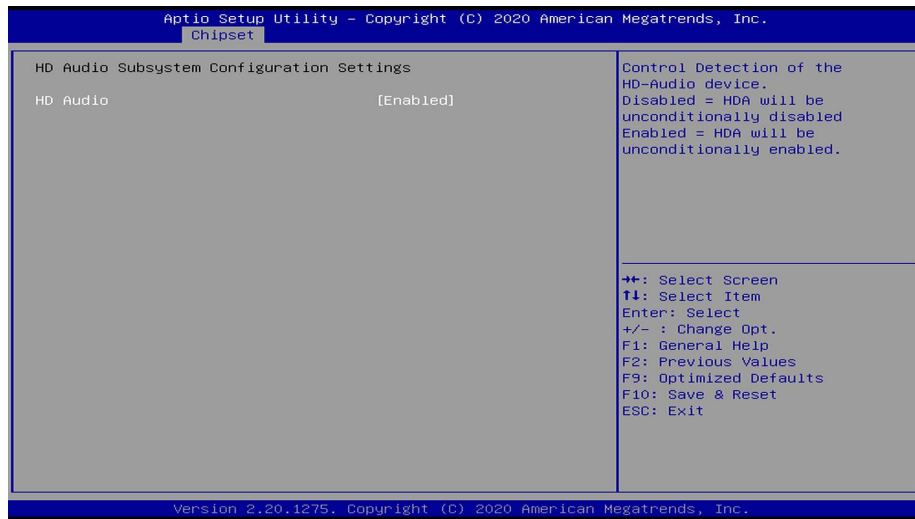 Aptio Setup Utility – Copyright (C) 2020 American Megatrends, Inc.
Chipset
HD Audio Subsystem Configuration Settings
HD Audio [Enabled]
Control Detection of the
HD-Audio device.
Disabled = HDA will be
unconditionally disabled
Enabled = HDA will be
unconditionally enabled.
→←: Select Screen
↑↓: Select Item
Enter: Select
+/- : Change Opt.
F1: General Help
F2: Previous Values
F9: Optimized Defaults
F10: Save & Reset
ESC: Exit
Version 2.20.1275. Copyright (C) 2020 American Megatrends, Inc.